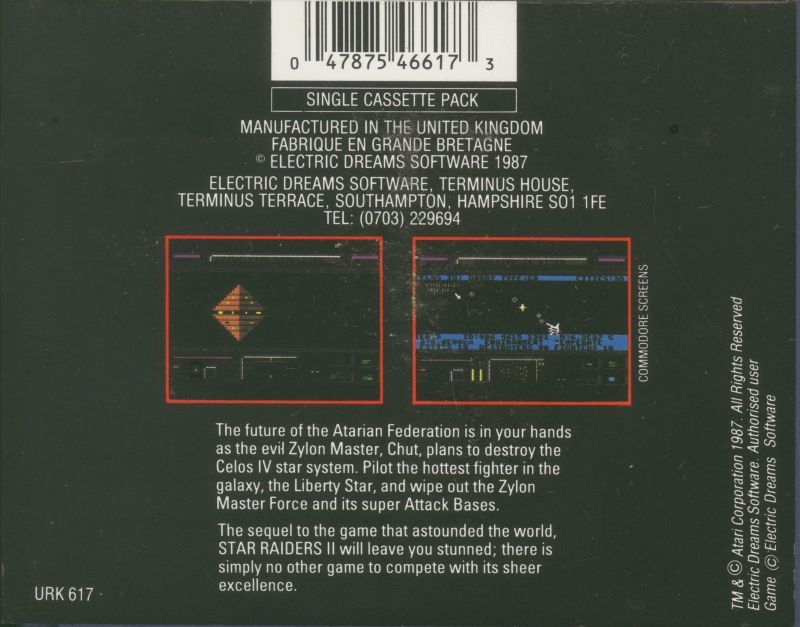 0 47875 46617 3
SINGLE CASSETTE PACK
MANUFACTURED IN THE UNITED KINGDOM
FABRIQUE EN GRANDE BRETAGNE
© ELECTRIC DREAMS SOFTWARE 1987
ELECTRIC DREAMS SOFTWARE, TERMINUS HOUSE,
TERMINUS TERRACE, SOUTHAMPTON, HAMPSHIRE SO1 1FE
TEL: (0703) 229694
COMMODORE SCREENS
The future of the Atarian Federation is in your hands
as the evil Zylon Master, Chut, plans to destroy the
Celos IV star system. Pilot the hottest fighter in the
galaxy, the Liberty Star, and wipe out the Zylon
Master Force and its super Attack Bases.
The sequel to the game that astounded the world,
STAR RAIDERS II will leave you stunned; there is
simply no other game to compete with its sheer
excellence.
URK 617
TM & © Atari Corporation 1987. All Rights Reserved
Electric Dreams Software. Authorised user
Game © Electric Dreams Software